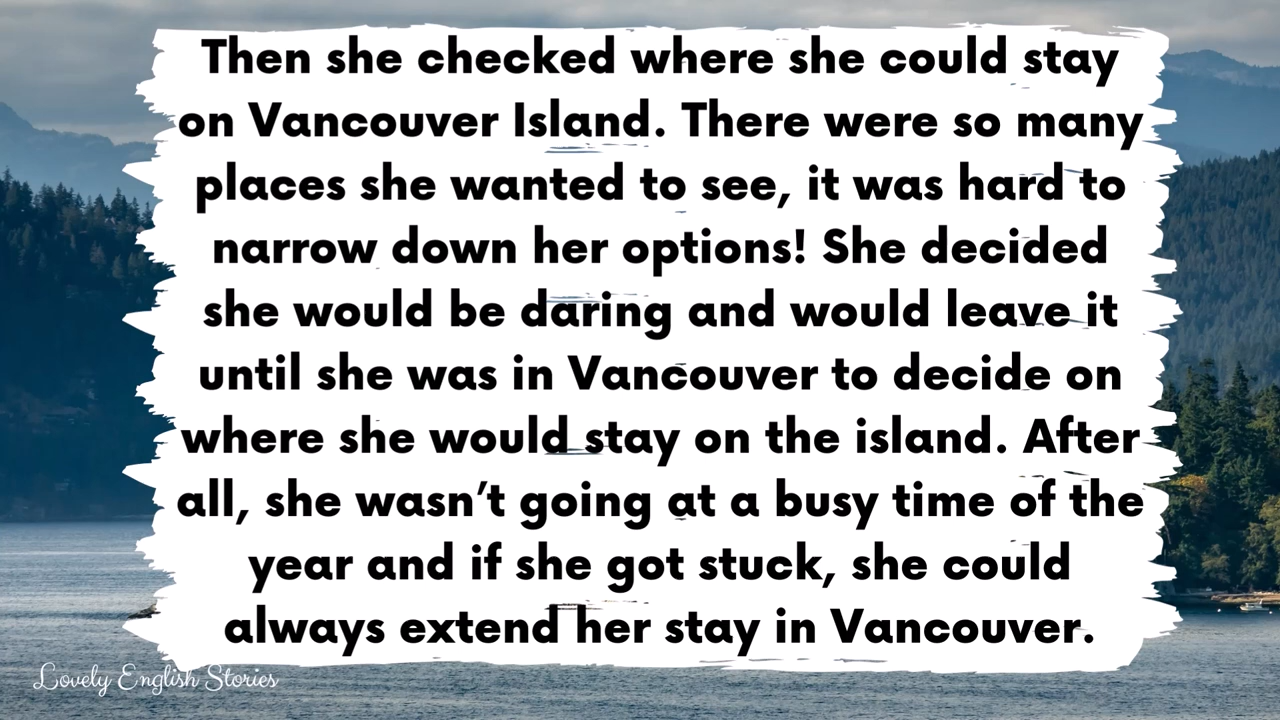 Then she checked where she could stay
on Vancouver Island. There were so many
places she wanted to see, it was hard to
narrow down her options! She decided
she would be daring and would leave it
until she was in Vancouver to decide on
where she would stay on the island. After
all, she wasn’t going at a busy time of the
year and if she got stuck, she could
always extend her stay in Vancouver.
Lovely English Stories